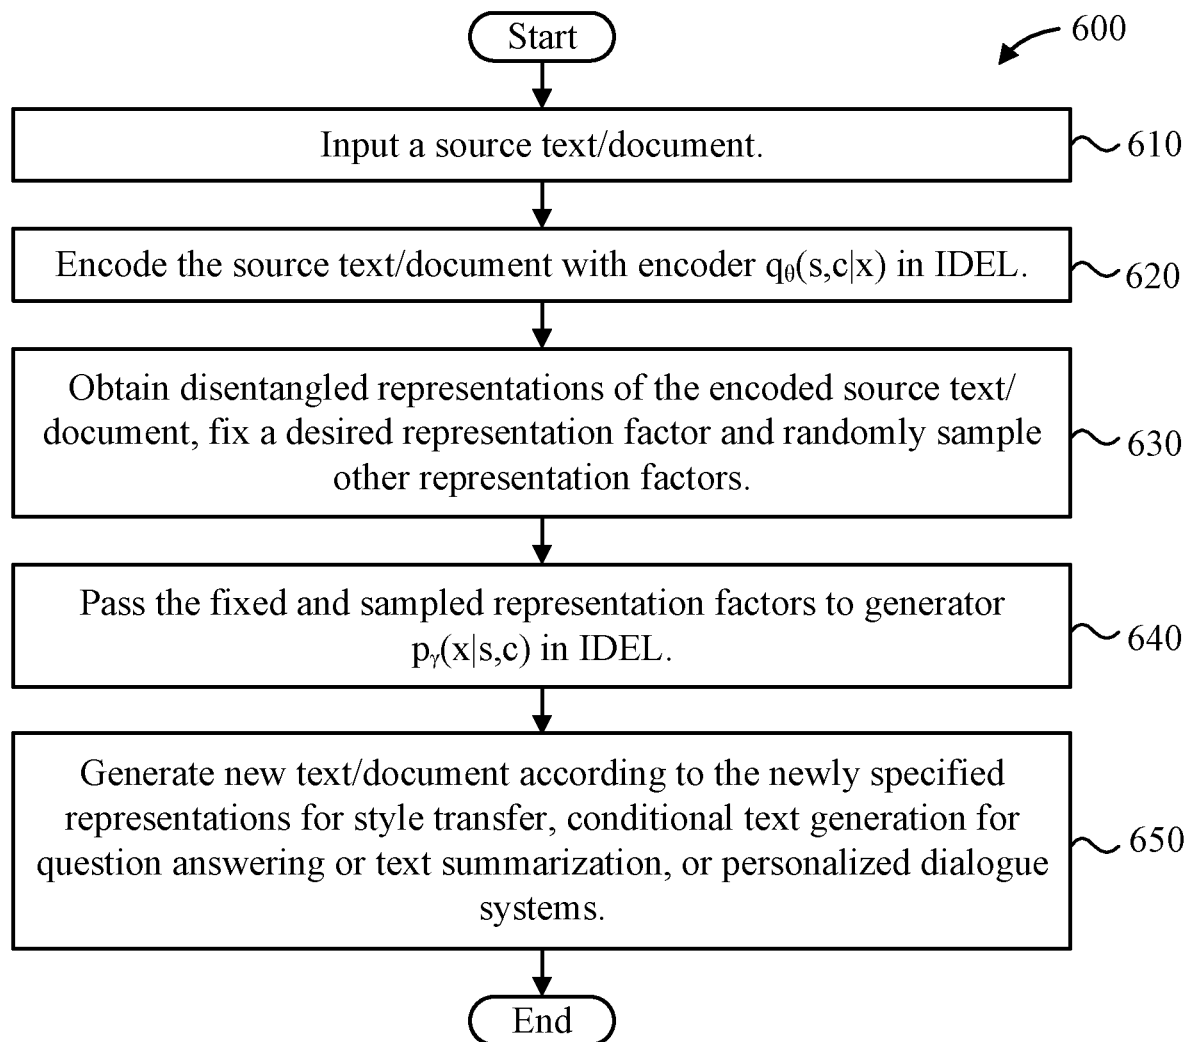 Start
600
Input a source text/document.
610
Encode the source text/document with encoder qθ(s,c|x) in IDEL.
620
Obtain disentangled representations of the encoded source text/
document, fix a desired representation factor and randomly sample
other representation factors.
630
Pass the fixed and sampled representation factors to generator
pγ(x|s,c) in IDEL.
640
Generate new text/document according to the newly specified
representations for style transfer, conditional text generation for
question answering or text summarization, or personalized dialogue
systems.
650
End